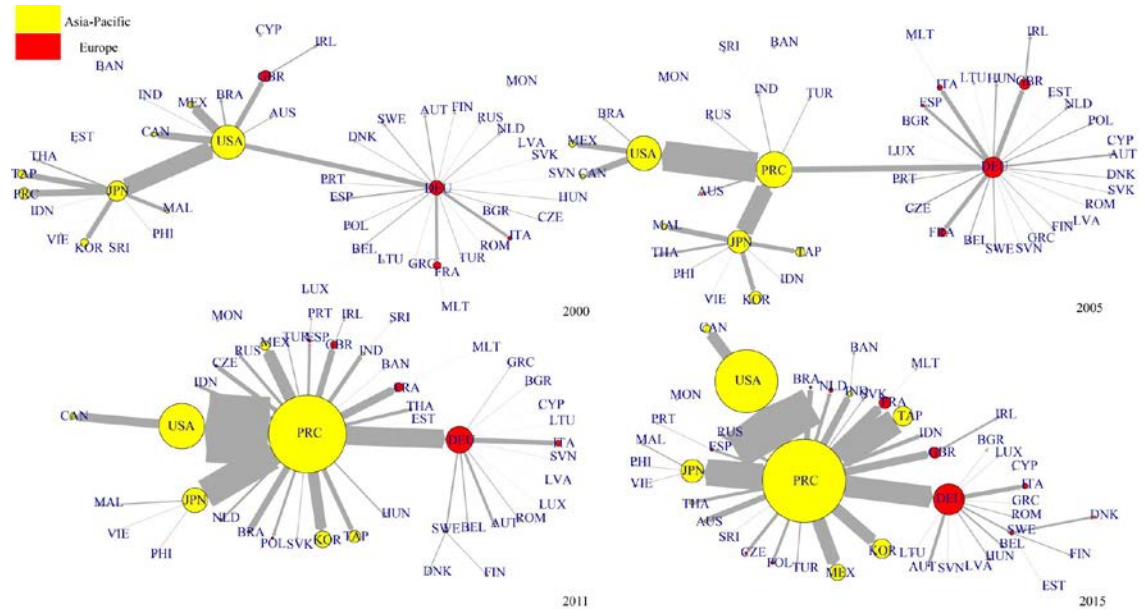 Asia-Pacific
Europe
CYP
IRL
BAN
GBR
MON
IND
MEX
BRA
AUS
CAN
USA
EST
THA
TAP
PRC
JPN
IDN
MAL
VIE
KOR
SRI
PHI
SWE
AUT
FIN
RUS
NLD
DNK
LVA
SVK
PRT
ESP
DEU
HUN
POL
BGR
CZE
BEL
ITA
LTU
GRC
FRA
TUR
ROM
MLT
2000
BAN
SRI
MON
IND
TUR
BRA
RUS
MEX
USA
SVN
CAN
PRC
AUS
MAL
JPN
THA
TAP
PHI
IDN
VIE
KOR
MLT
IRL
ITA
LTU
HUN
GBR
ESP
EST
NLD
BGR
POL
LUX
CYP
AUT
DEU
PRT
DNK
SVK
CZE
ROM
LVA
FRA
FIN
BEL
GRC
SWE
SVN
2005
LUX
MON
PRT
IRL
SRI
TUR
ESP
MEX
GBR
RUS
IND
CZE
BAN
MLT
IDN
FRA
GRC
BGR
CAN
USA
PRC
THA
EST
CYP
LTU
DEU
ITA
SVN
LVA
JPN
MAL
NLD
HUN
LUX
VIE
BRA
POL
SVK
KOR
TAP
SWE
BEL
AUT
ROM
PHI
DNK
FIN
2011
CAN
USA
BAN
MLT
BRA
NLD
IND
SVK
FRA
MON
TAP
PRT
RUS
IDN
IRL
MAL
ESP
GBR
BGR
LUX
PHI
JPN
CYP
VIE
PRC
DEU
ITA
THA
GRC
AUS
ROM
SRI
SWE
DNK
CZE
KOR
LTU
BEL
POL
TUR
MEX
AUT
SVN
LVA
HUN
FIN
EST
2015